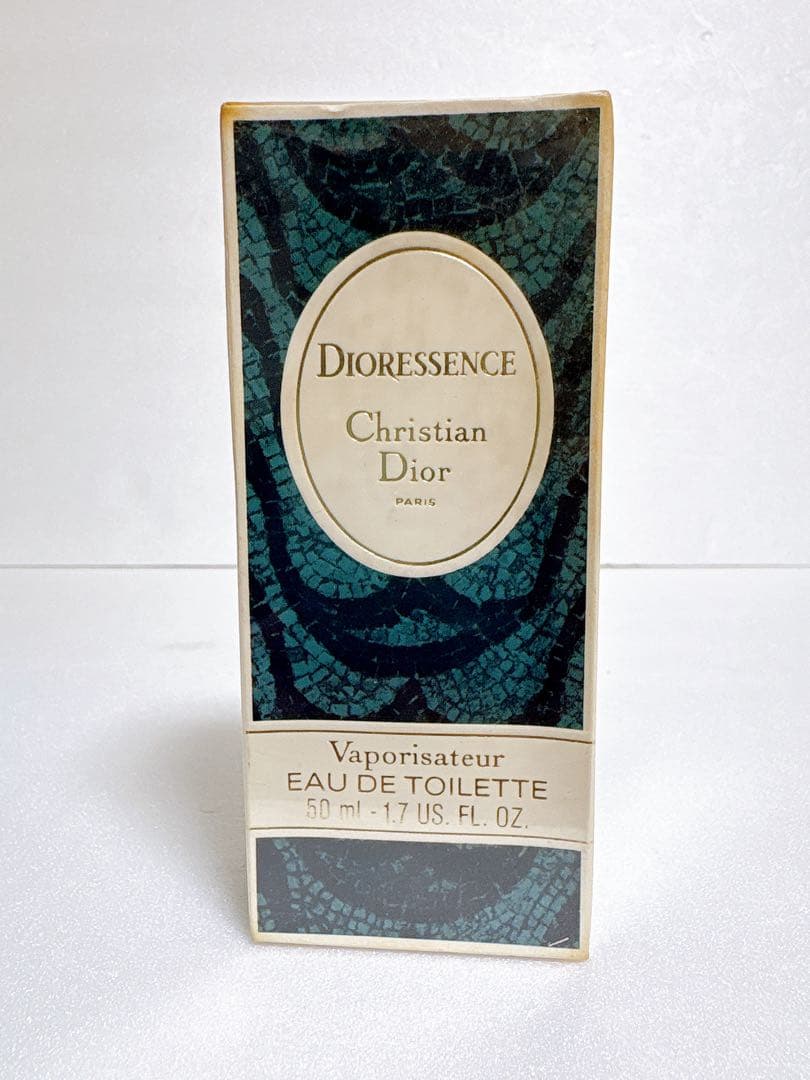 DIORESSENCE
Christian
Dior
PARIS
Vaporisateur
EAU DE TOILETTE
50 ml - 1.7 US. FL. OZ.